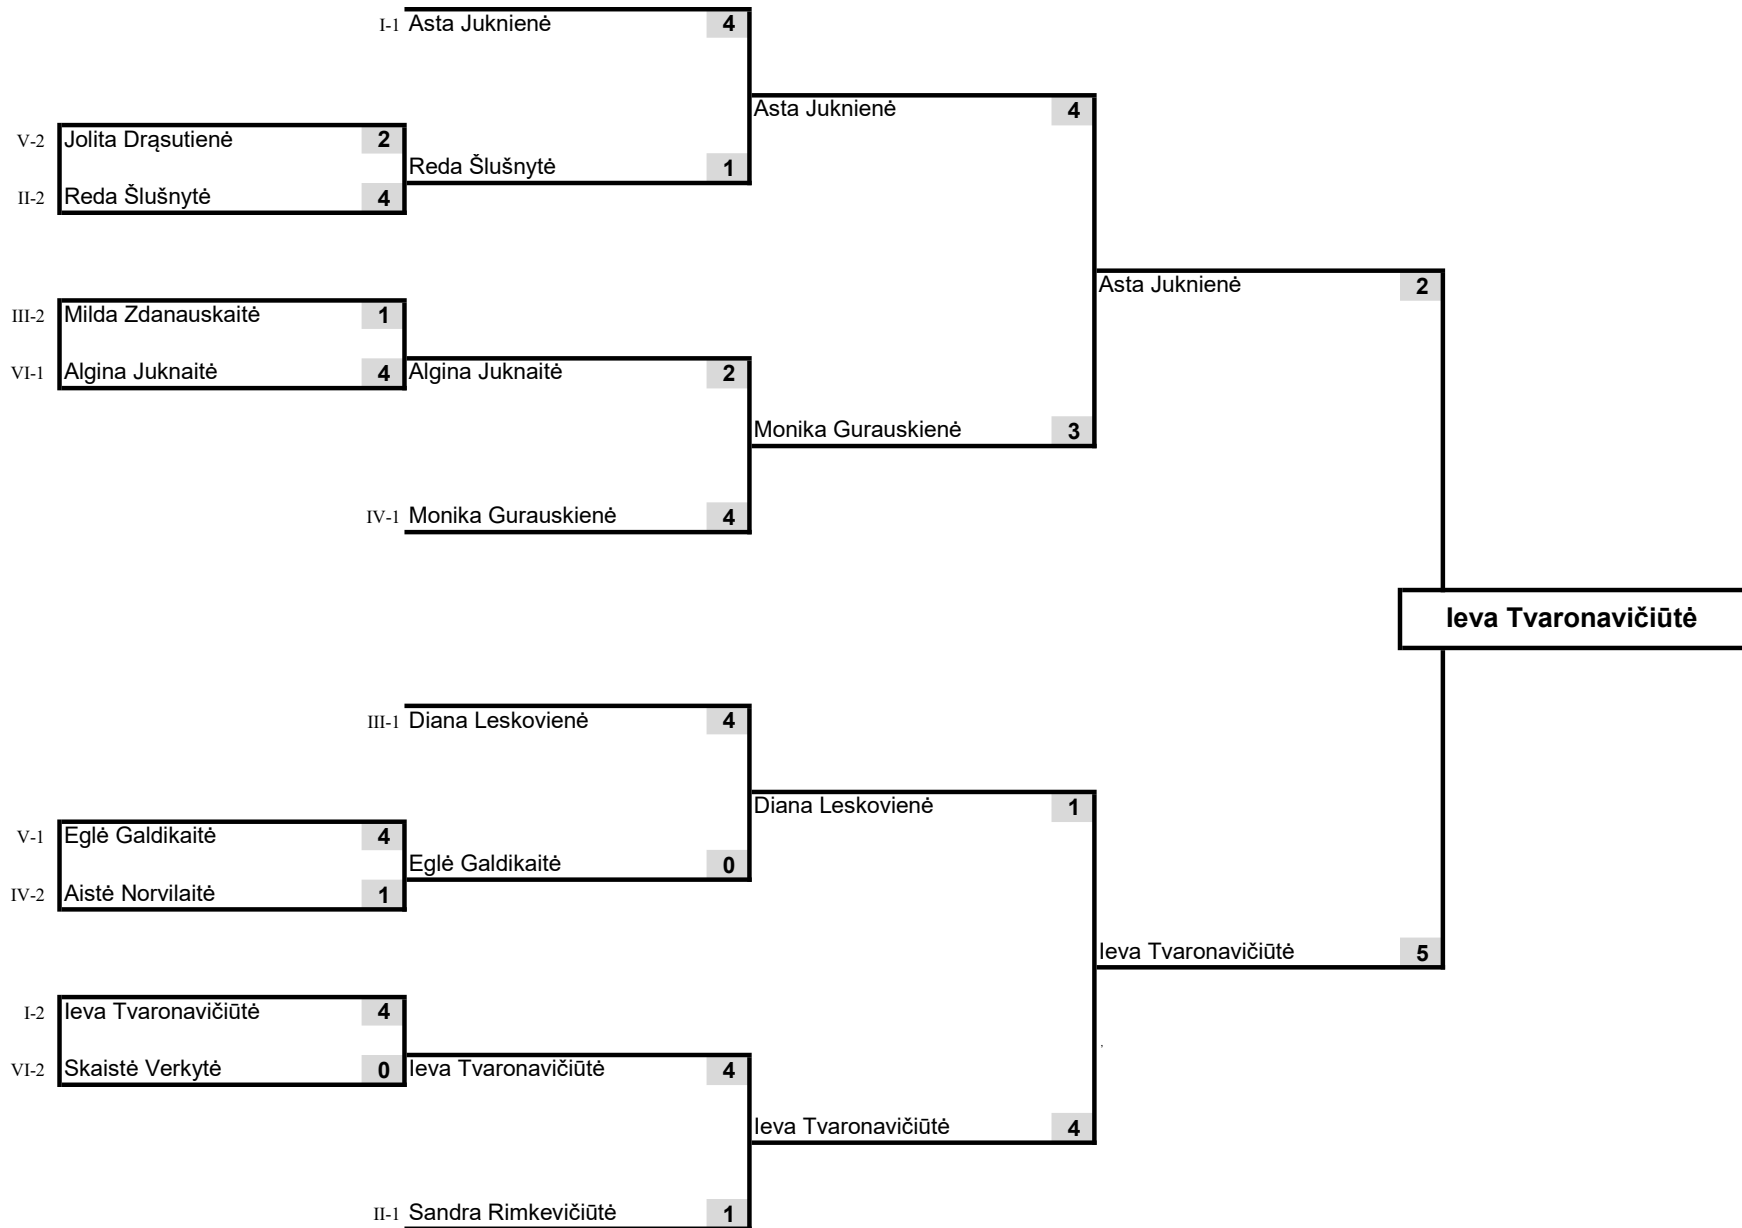 I-1 Asta Juknienė 4
Asta Juknienė 4
V-2 Jolita Drąsutienė 2
Reda Šlušnytė 1
II-2 Reda Šlušnytė 4
Asta Juknienė 2
III-2 Milda Zdanauskaitė 1
VI-1 Algina Juknaitė 4 Algina Juknaitė 2
Monika Gurauskienė 3
IV-1 Monika Gurauskienė 4
Ieva Tvaronavičiūtė
III-1 Diana Leskovienė 4
Diana Leskovienė 1
V-1 Eglė Galdikaitė 4
Eglė Galdikaitė 0
IV-2 Aistė Norvilaitė 1
Ieva Tvaronavičiūtė 5
I-2 Ieva Tvaronavičiūtė 4
VI-2 Skaistė Verkytė 0 Ieva Tvaronavičiūtė 4
Ieva Tvaronavičiūtė 4
II-1 Sandra Rimkevičiūtė 1